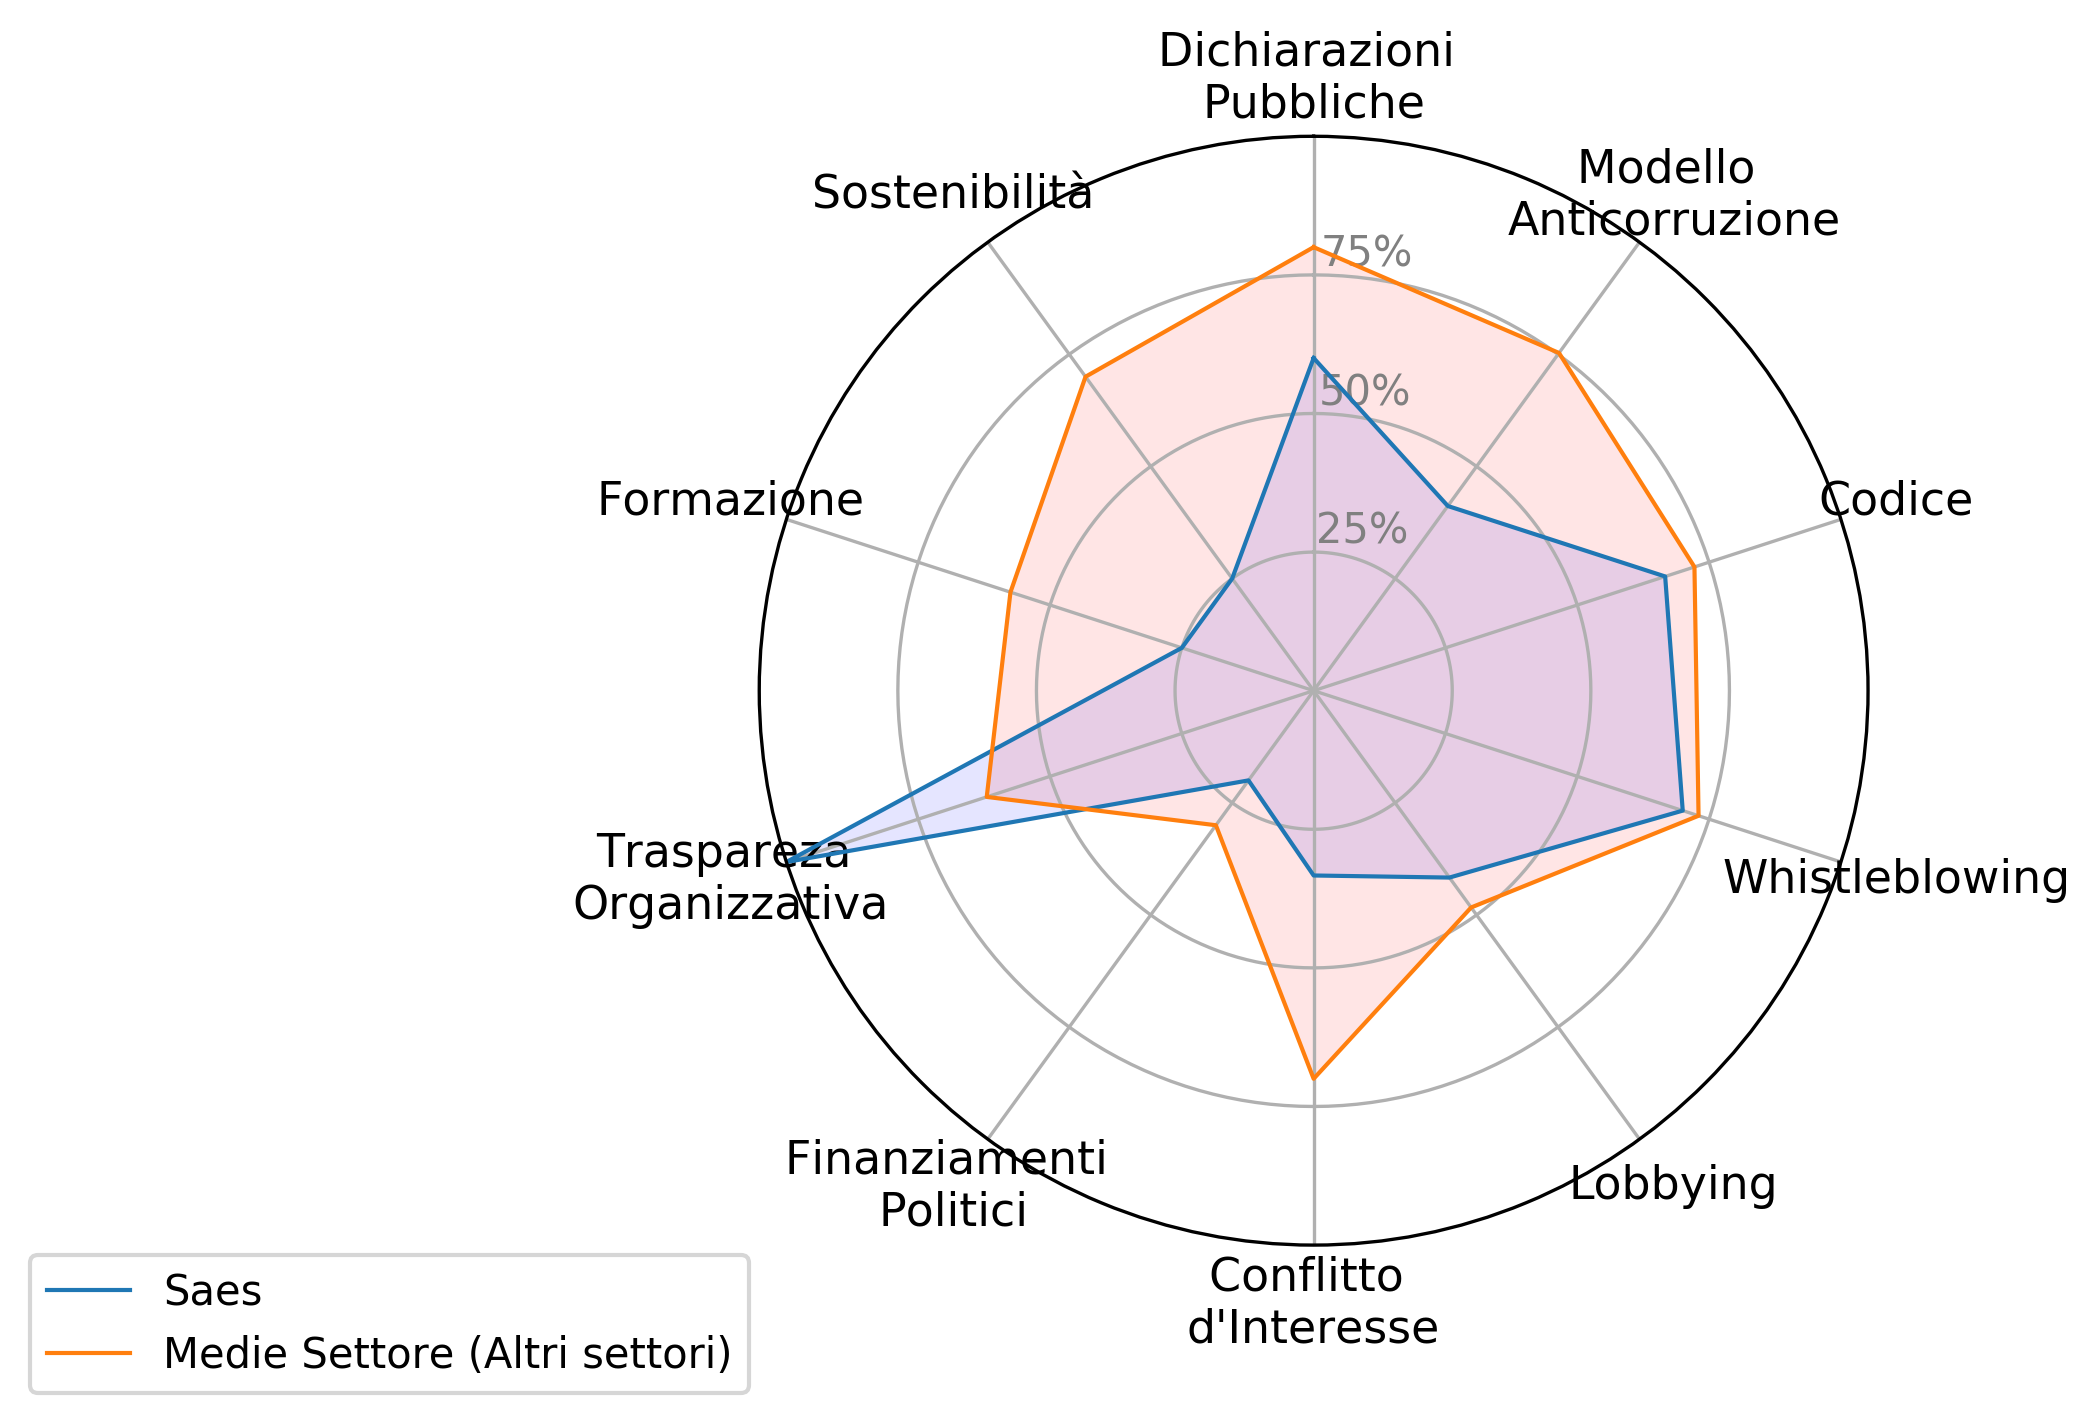 Dichiarazioni
Pubbliche
Modello
Anticorruzione
Sostenibilità
75%
50%
25%
Formazione
Codice
Traspareza
Organizzativa
Whistleblowing
Finanziamenti
Politici
Lobbying
Conflitto
d'Interesse
Saes
Medie Settore (Altri settori)